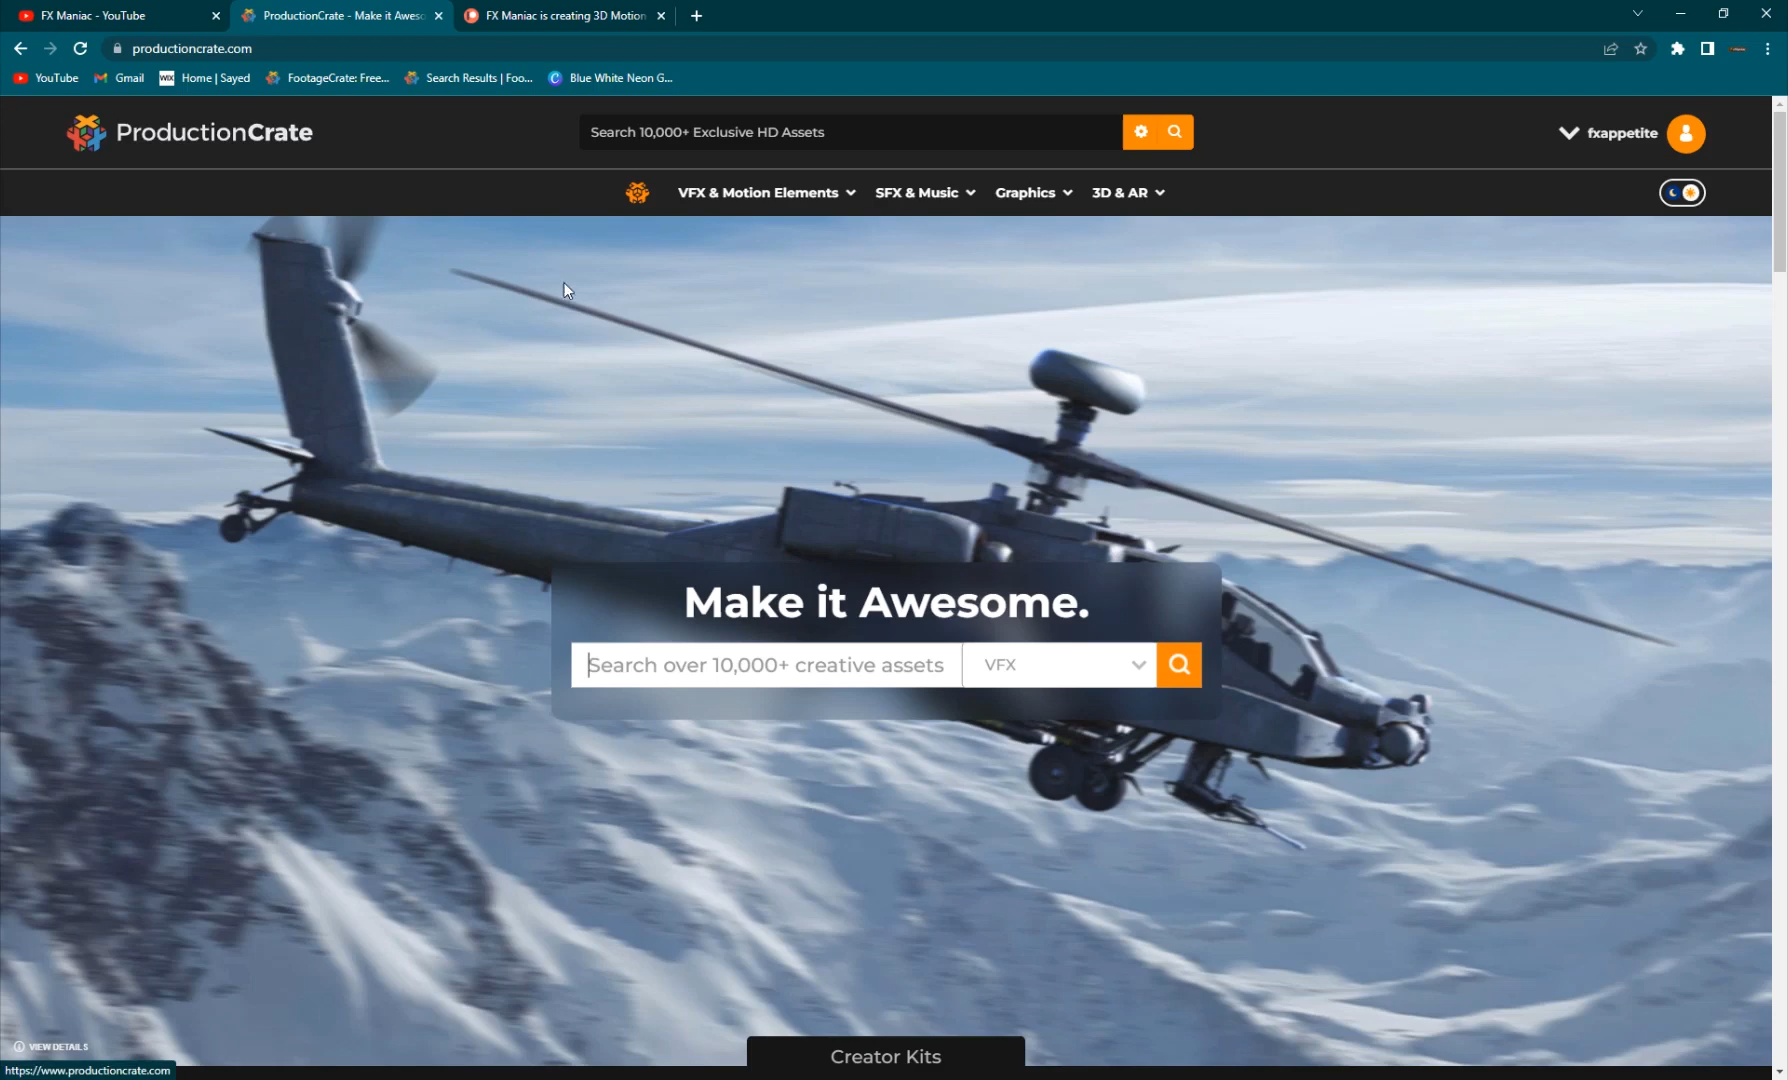 FX Maniac - YouTube
ProductionCrate - Make it Aweso
FX Maniac is creating 3D Motion
productioncrate.com
YouTube
Gmail
WIX
Home | Sayed
FootageCrate: Free...
Search Results | Foo...
Blue White Neon G...
ProductionCrate
Search 10,000+ Exclusive HD Assets
fxappetite
VFX & Motion Elements
SFX & Music
Graphics
3D & AR
Make it Awesome.
Search over 10,000+ creative assets
VFX
VIEW DETAILS
Creator Kits
https://www.productioncrate.com